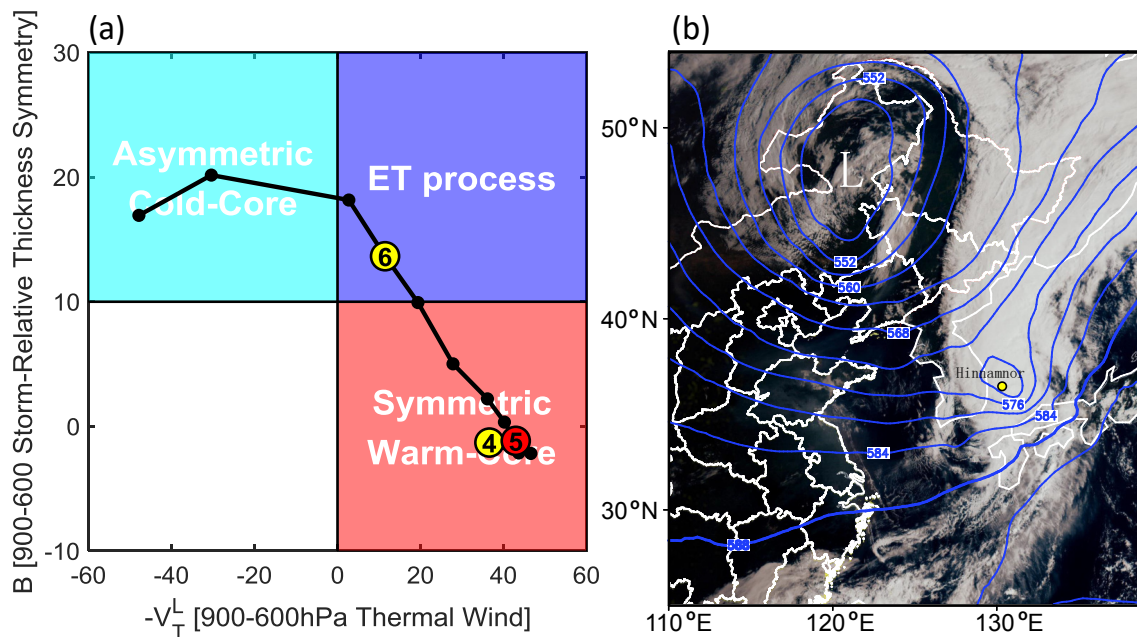 (a)
B [900-600 Storm-Relative Thickness Symmetry]
30
20
10
0
-10
Asymmetric
Cold-Core
ET process
Symmetric
Warm-Core
6
4
5
-60
-40
-20
0
20
40
60
-V_T^L [900-600hPa Thermal Wind]
(b)
50°N
40°N
30°N
110°E
120°E
130°E
552
L
552
560
568
Hinnamnor
576
584
584
588